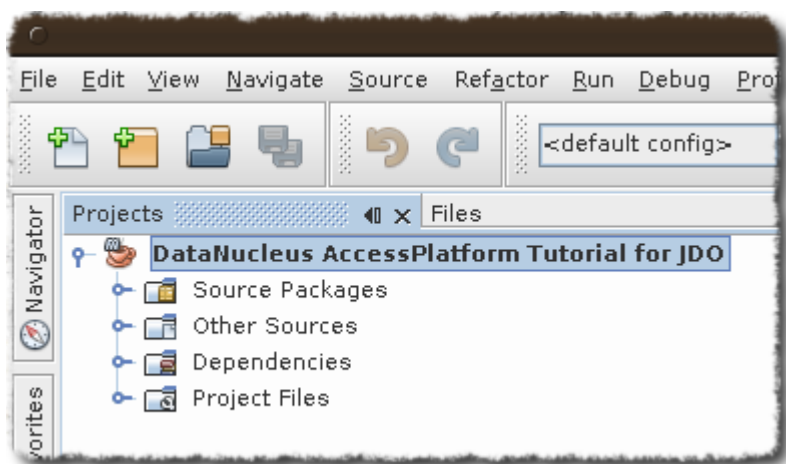 File Edit View Navigate Source Refactor Run Debug
<default config>
Navigator
Projects Files
DataNucleus AccessPlatform Tutorial for JDO
Source Packages
Other Sources
Dependencies
Project Files